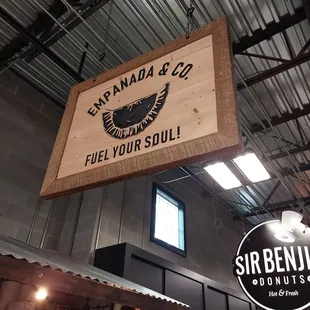 EMPANADA & CO.
FUEL YOUR SOUL!
SIR BENJI
DONUTS
Hot & Fresh